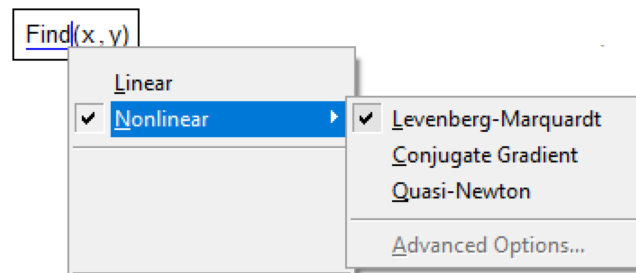 Find(x,y)
Linear
Nonlinear
Levenberg-Marquardt
Conjugate Gradient
Quasi-Newton
Advanced Options...